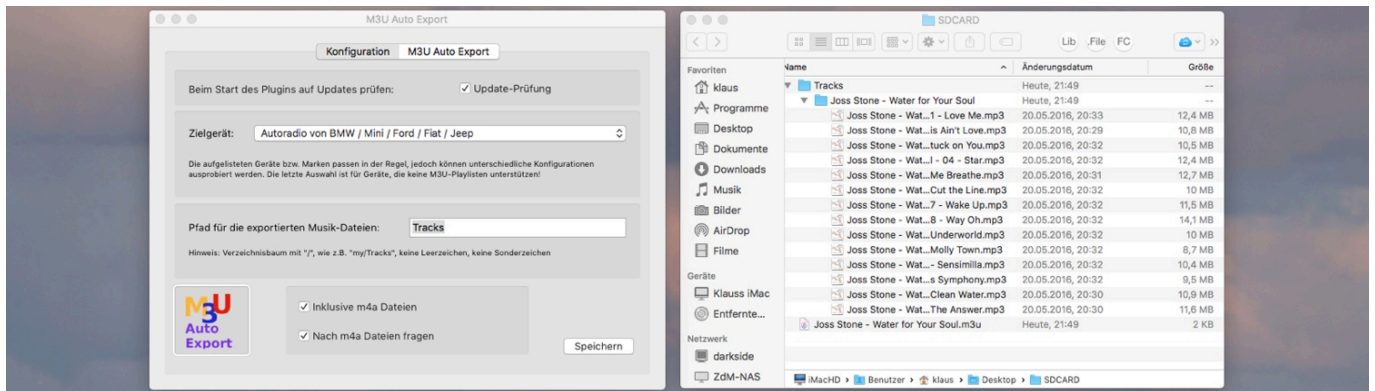 M3U Auto Export
Konfiguration M3U Auto Export
Beim Start des Plugins auf Updates prüfen: Update-Prüfung
Zielgerät: Autoradio von BMW / Mini / Ford / Fiat / Jeep
Die aufgelisteten Geräte bzw. Marken passen in der Regel, jedoch können unterschiedliche Konfigurationen
ausprobiert werden. Die letzte Auswahl ist für Geräte, die keine M3U-Playlisten unterstützen!
Pfad für die exportierten Musik-Dateien: Tracks
Hinweis: Verzeichnisbaum mit "/", wie z.B. "my/Tracks", keine Leerzeichen, keine Sonderzeichen
M3U
Auto
Export
Inklusive m4a Dateien
Nach m4a Dateien fragen
Speichern
SDCARD
Lib .File FC
Favoriten
klaus
Programme
Desktop
Dokumente
Downloads
Musik
Bilder
AirDrop
Filme
Geräte
Klauss iMac
Entfernte...
Netzwerk
darkside
ZdM-NAS
Name Änderungsdatum Größe
Tracks Heute, 21:49 --
Joss Stone - Water for Your Soul Heute, 21:49 --
Joss Stone - Wat...1 - Love Me.mp3 20.05.2016, 20:33 12,4 MB
Joss Stone - Wat...is Ain't Love.mp3 20.05.2016, 20:29 10,8 MB
Joss Stone - Wat...tuck on You.mp3 20.05.2016, 20:32 10,5 MB
Joss Stone - Wat...l - 04 - Star.mp3 20.05.2016, 20:32 12,4 MB
Joss Stone - Wat...Me Breathe.mp3 20.05.2016, 20:31 12,7 MB
Joss Stone - Wat...Cut the Line.mp3 20.05.2016, 20:32 10 MB
Joss Stone - Wat...7 - Wake Up.mp3 20.05.2016, 20:32 11,5 MB
Joss Stone - Wat...8 - Way Oh.mp3 20.05.2016, 20:32 14,1 MB
Joss Stone - Wat...Underworld.mp3 20.05.2016, 20:32 10 MB
Joss Stone - Wat...Molly Town.mp3 20.05.2016, 20:32 8,7 MB
Joss Stone - Wat...- Sensimilla.mp3 20.05.2016, 20:32 10,4 MB
Joss Stone - Wat...s Symphony.mp3 20.05.2016, 20:32 9,5 MB
Joss Stone - Wat...Clean Water.mp3 20.05.2016, 20:30 10,9 MB
Joss Stone - Wat...The Answer.mp3 20.05.2016, 20:30 11,6 MB
Joss Stone - Water for Your Soul.m3u Heute, 21:49 2 KB
iMacHD › Benutzer › klaus › Desktop › SDCARD